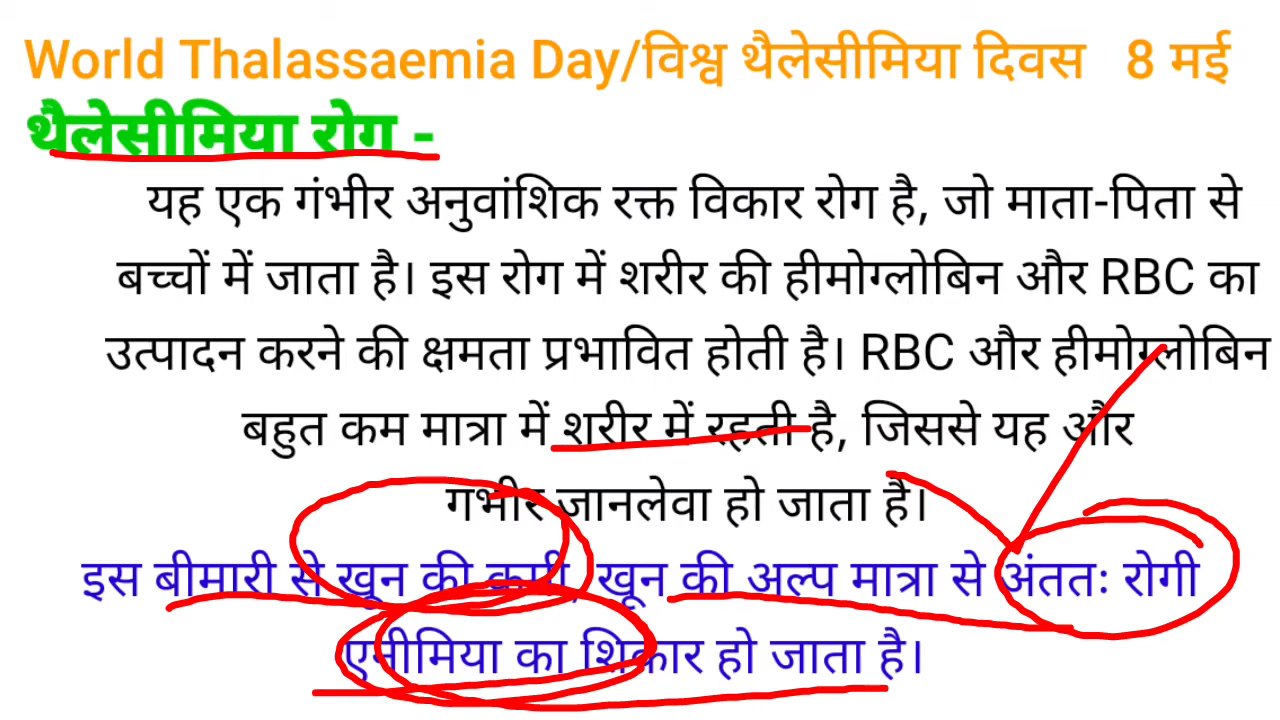 World Thalassaemia Day/विश्व थैलेसीमिया दिवस 8 मई
थैलेसीमिया रोग -
यह एक गंभीर अनुवांशिक रक्त विकार रोग है, जो माता-पिता से
बच्चों में जाता है। इस रोग में शरीर की हीमोग्लोबिन और RBC का
उत्पादन करने की क्षमता प्रभावित होती है। RBC और हीमोग्लोबिन
बहुत कम मात्रा में शरीर में रहती है, जिससे यह और
गभीर जानलेवा हो जाता है।
इस बीमारी से खून की कमी, खून की अल्प मात्रा से अंततः रोगी
एनीमिया का शिकार हो जाता है।